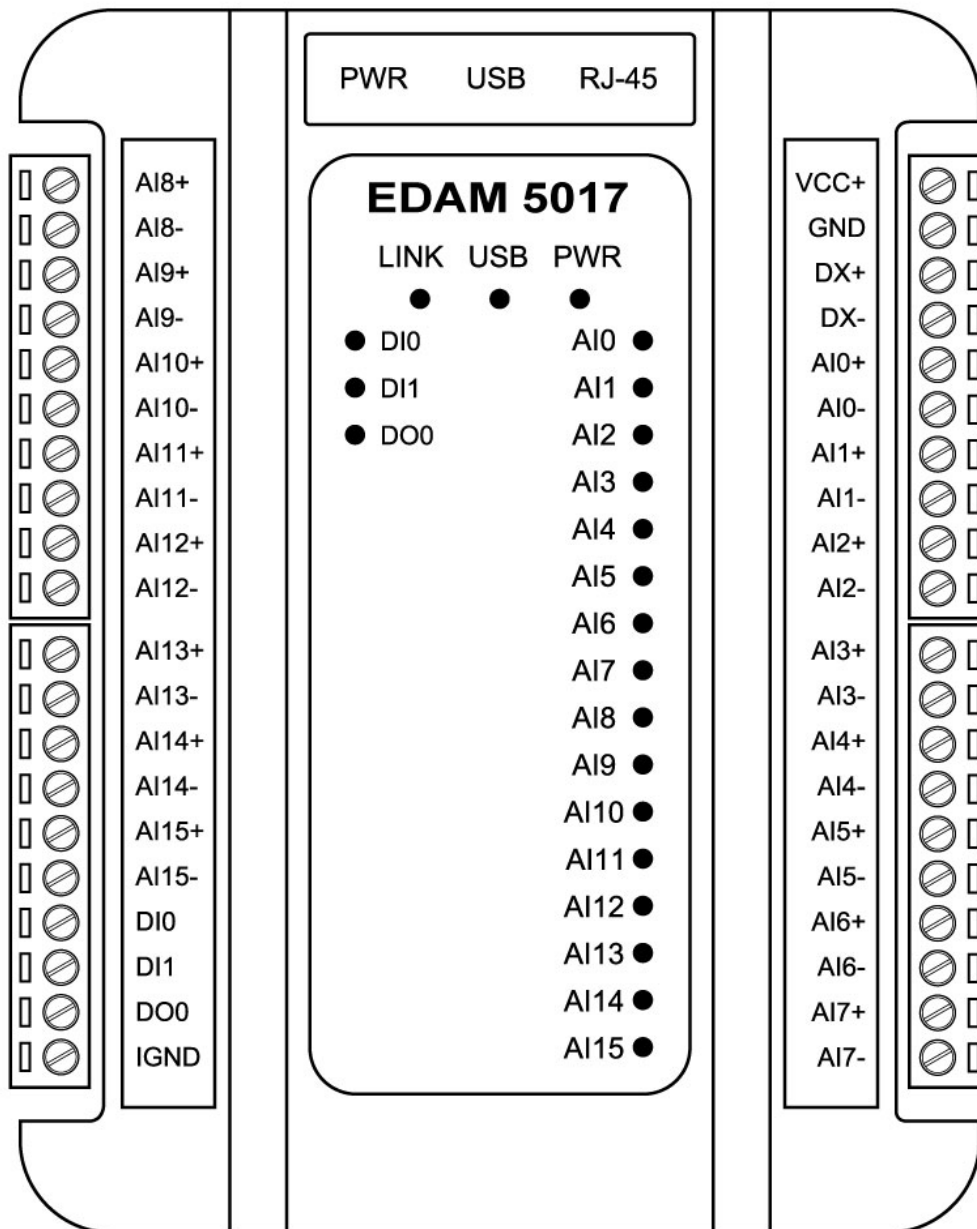 PWR USB RJ-45
EDAM 5017
LINK USB PWR
AI8+
AI8-
AI9+
AI9-
AI10+
AI10-
AI11+
AI11-
AI12+
AI12-
AI13+
AI13-
AI14+
AI14-
AI15+
AI15-
DI0
DI1
DO0
IGND
DI0
DI1
DO0
AI0
AI1
AI2
AI3
AI4
AI5
AI6
AI7
AI8
AI9
AI10
AI11
AI12
AI13
AI14
AI15
VCC+
GND
DX+
DX-
AI0+
AI0-
AI1+
AI1-
AI2+
AI2-
AI3+
AI3-
AI4+
AI4-
AI5+
AI5-
AI6+
AI6-
AI7+
AI7-